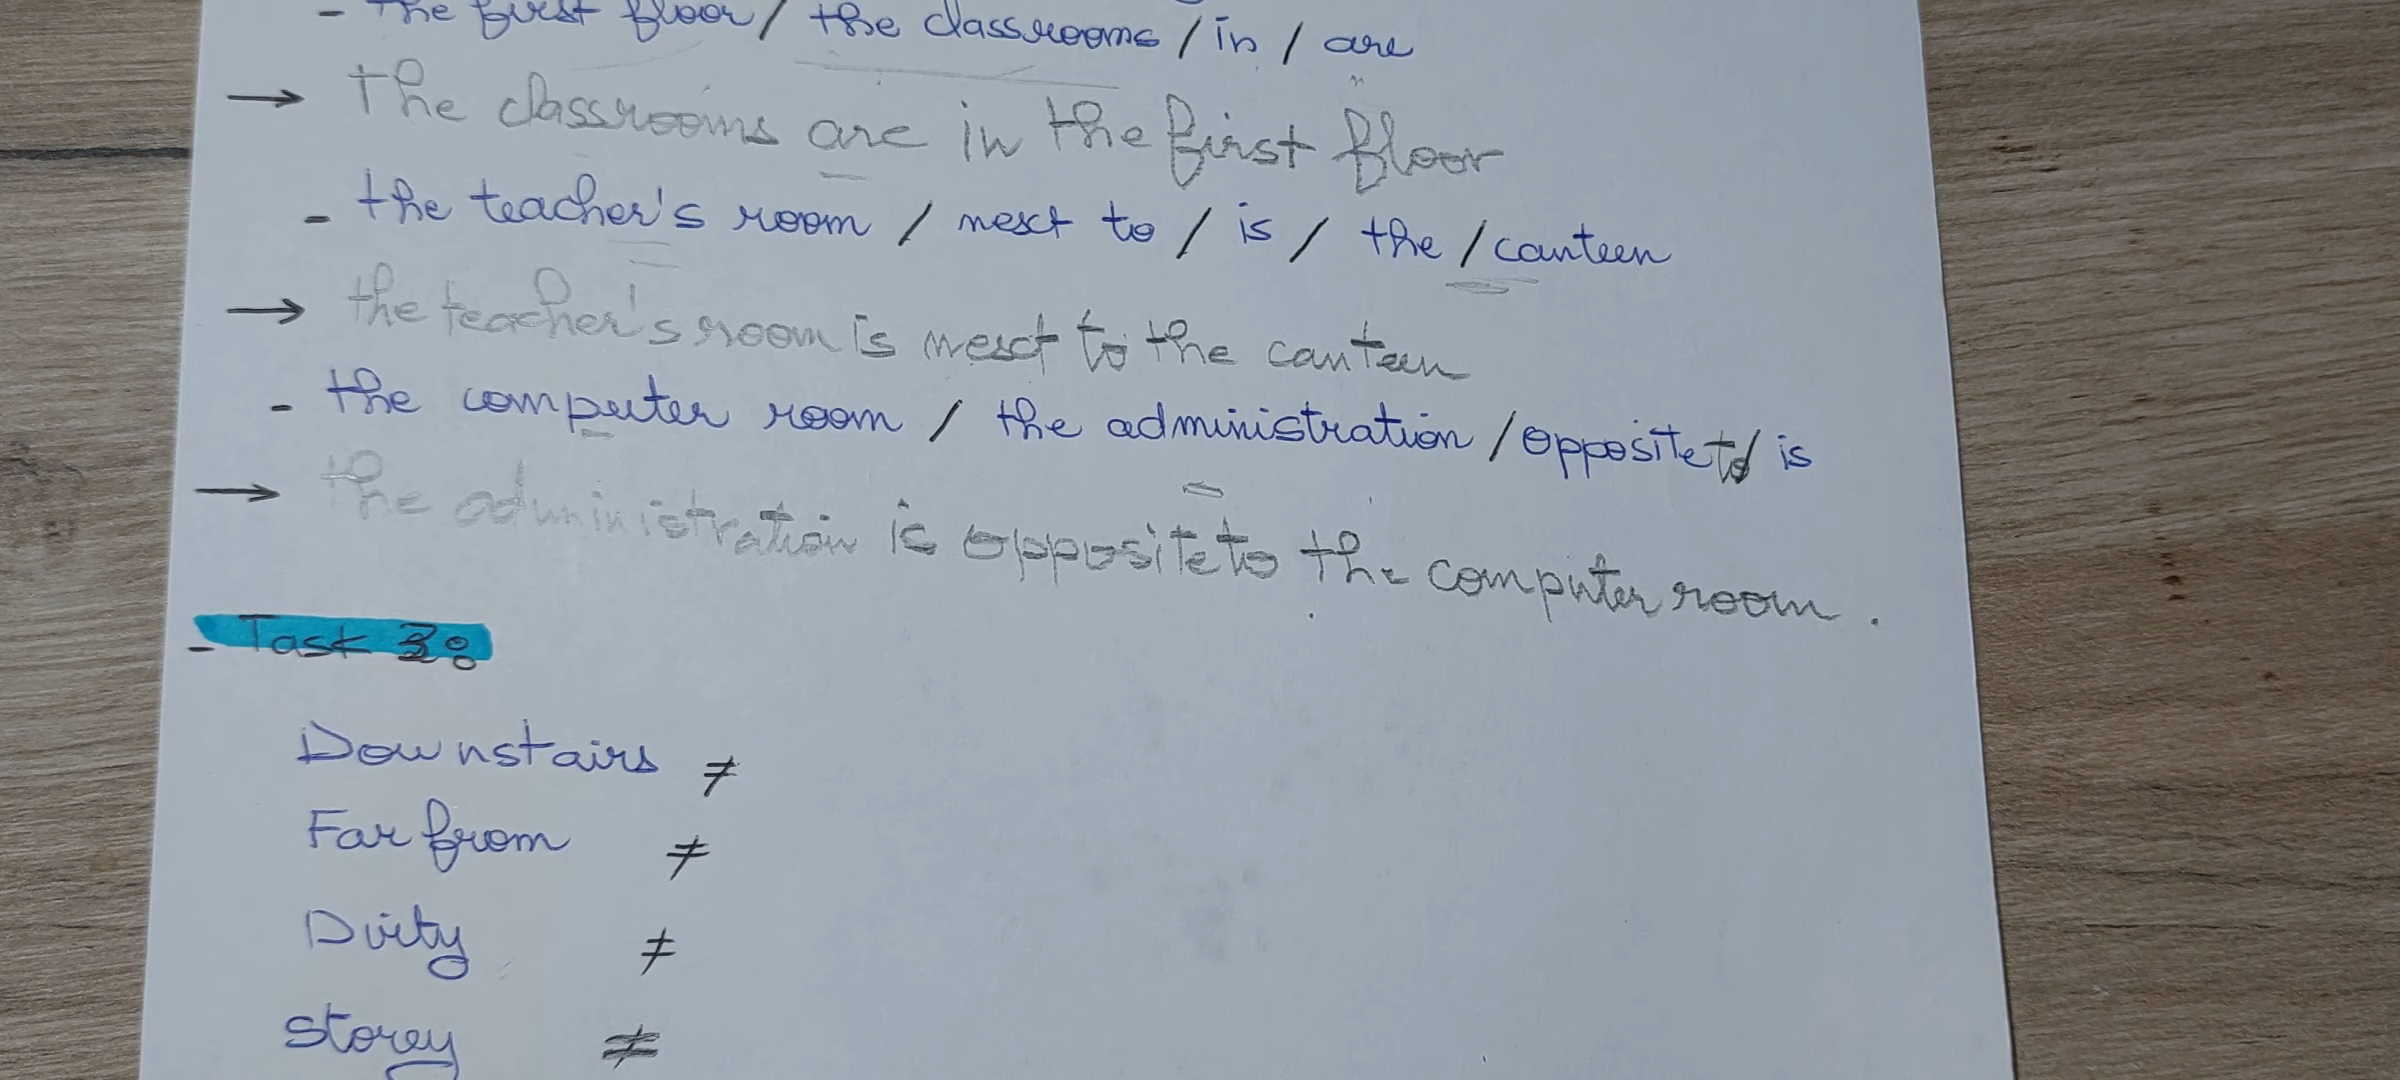 - the first floor / the classrooms / in / are
→ The classrooms are in the first floor
- the teacher's room / next to / is / the / canteen
→ the teacher's room is next to the canteen
- the computer room / the administration / opposite to / is
→ the administration is opposite to the computer room .
- Task 3:
Downstairs ≠
Far from ≠
Dirty ≠
Storey ≠